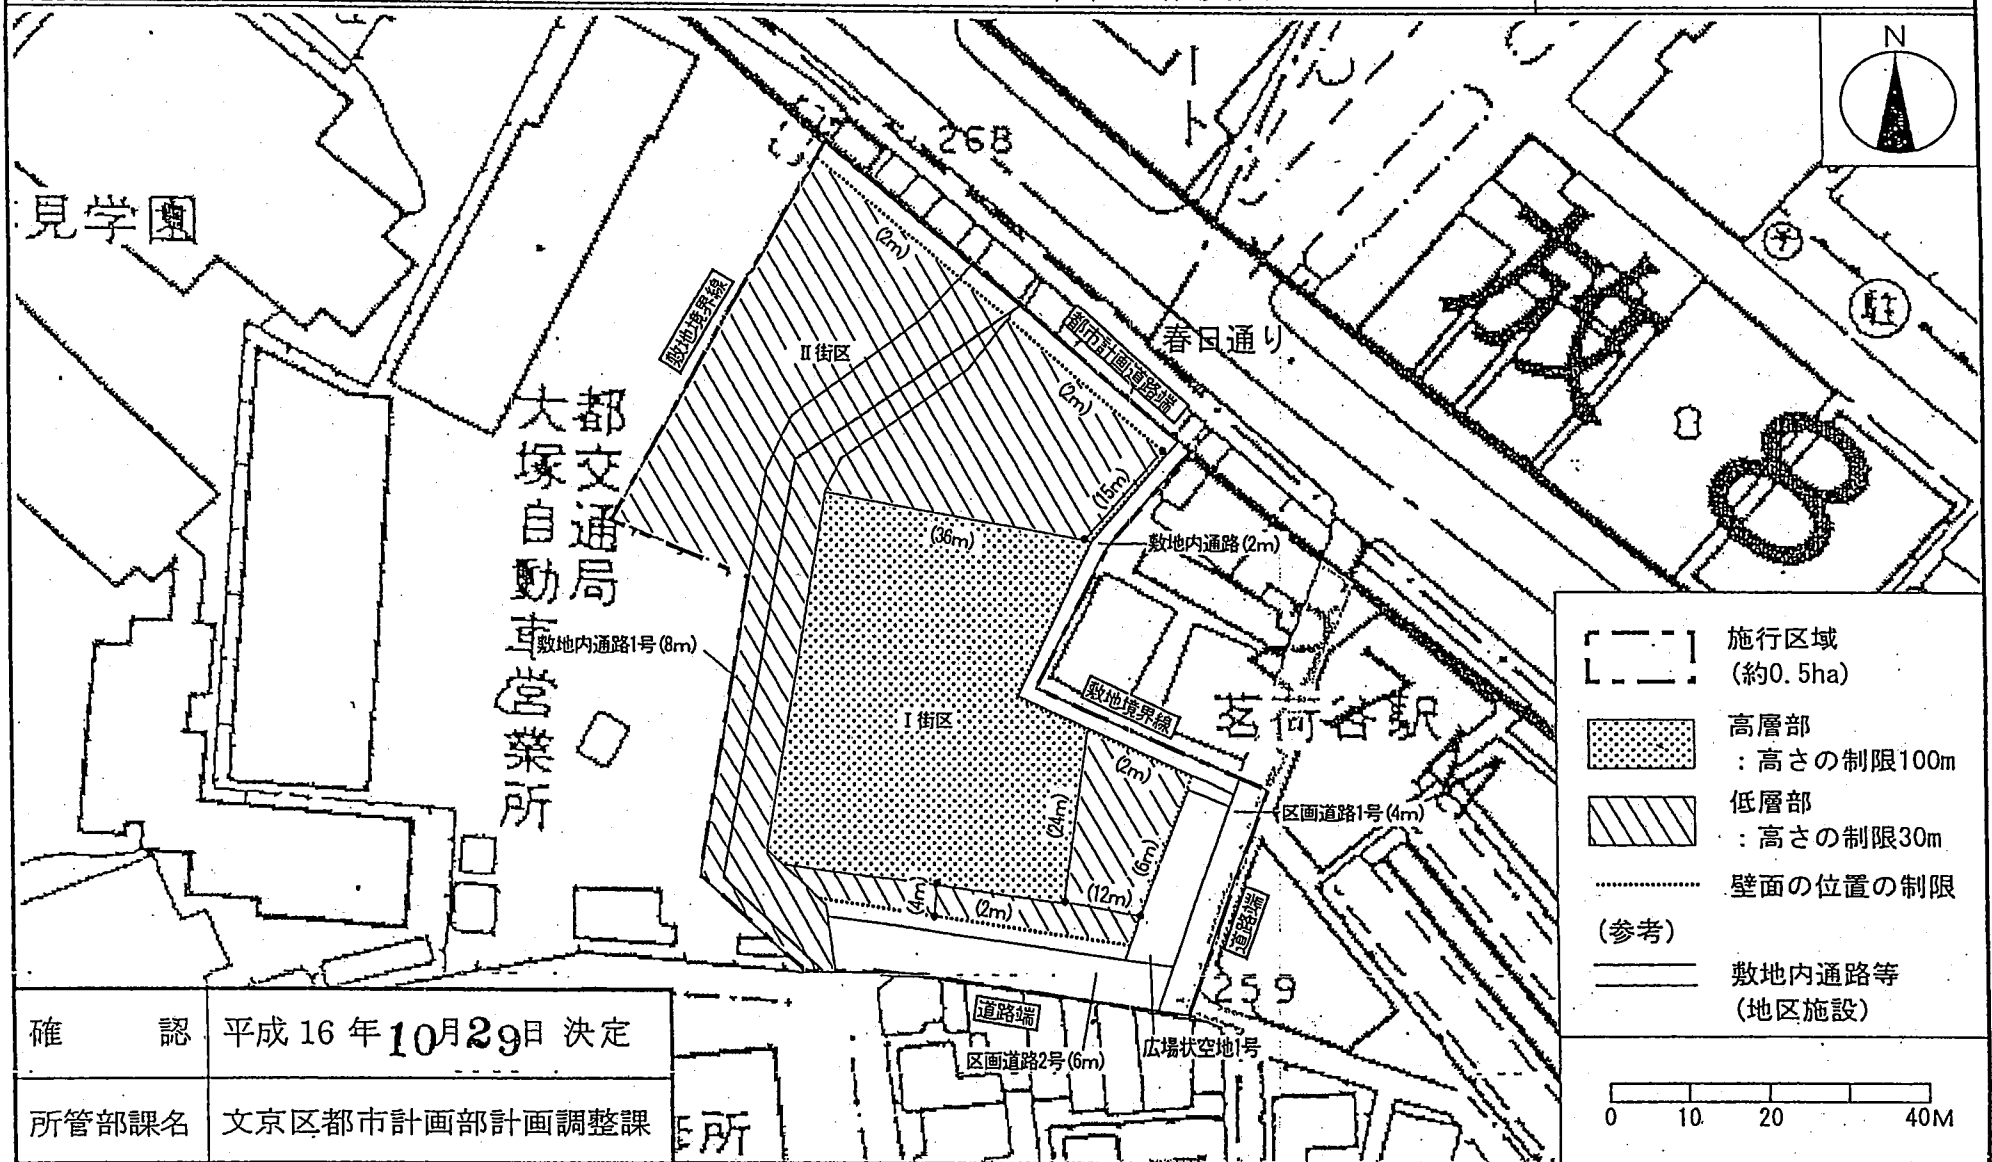 N
268
見学園
(2m)
敷地境界線
Ⅱ街区
都市計画道路端
春日通り
駐
(2m)
都交通局
大塚自動車営業所
(15m)
(36m)
敷地内通路(2m)
敷地内通路1号(8m)
敷地境界線
茗荷谷駅
Ⅰ街区
(2m)
(24m)
区画道路1号(4m)
(6m)
(4m)
(2m)
(12m)
道路端
259
道路端
区画道路2号(6m)
広場状空地1号
8
施行区域
(約0.5ha)
高層部
:高さの制限100m
低層部
:高さの制限30m
壁面の位置の制限
(参考)
敷地内通路等
(地区施設)
0 10 20 40M
確認 平成16年10月29日 決定
所管部課名 文京区都市計画部計画調整課
所